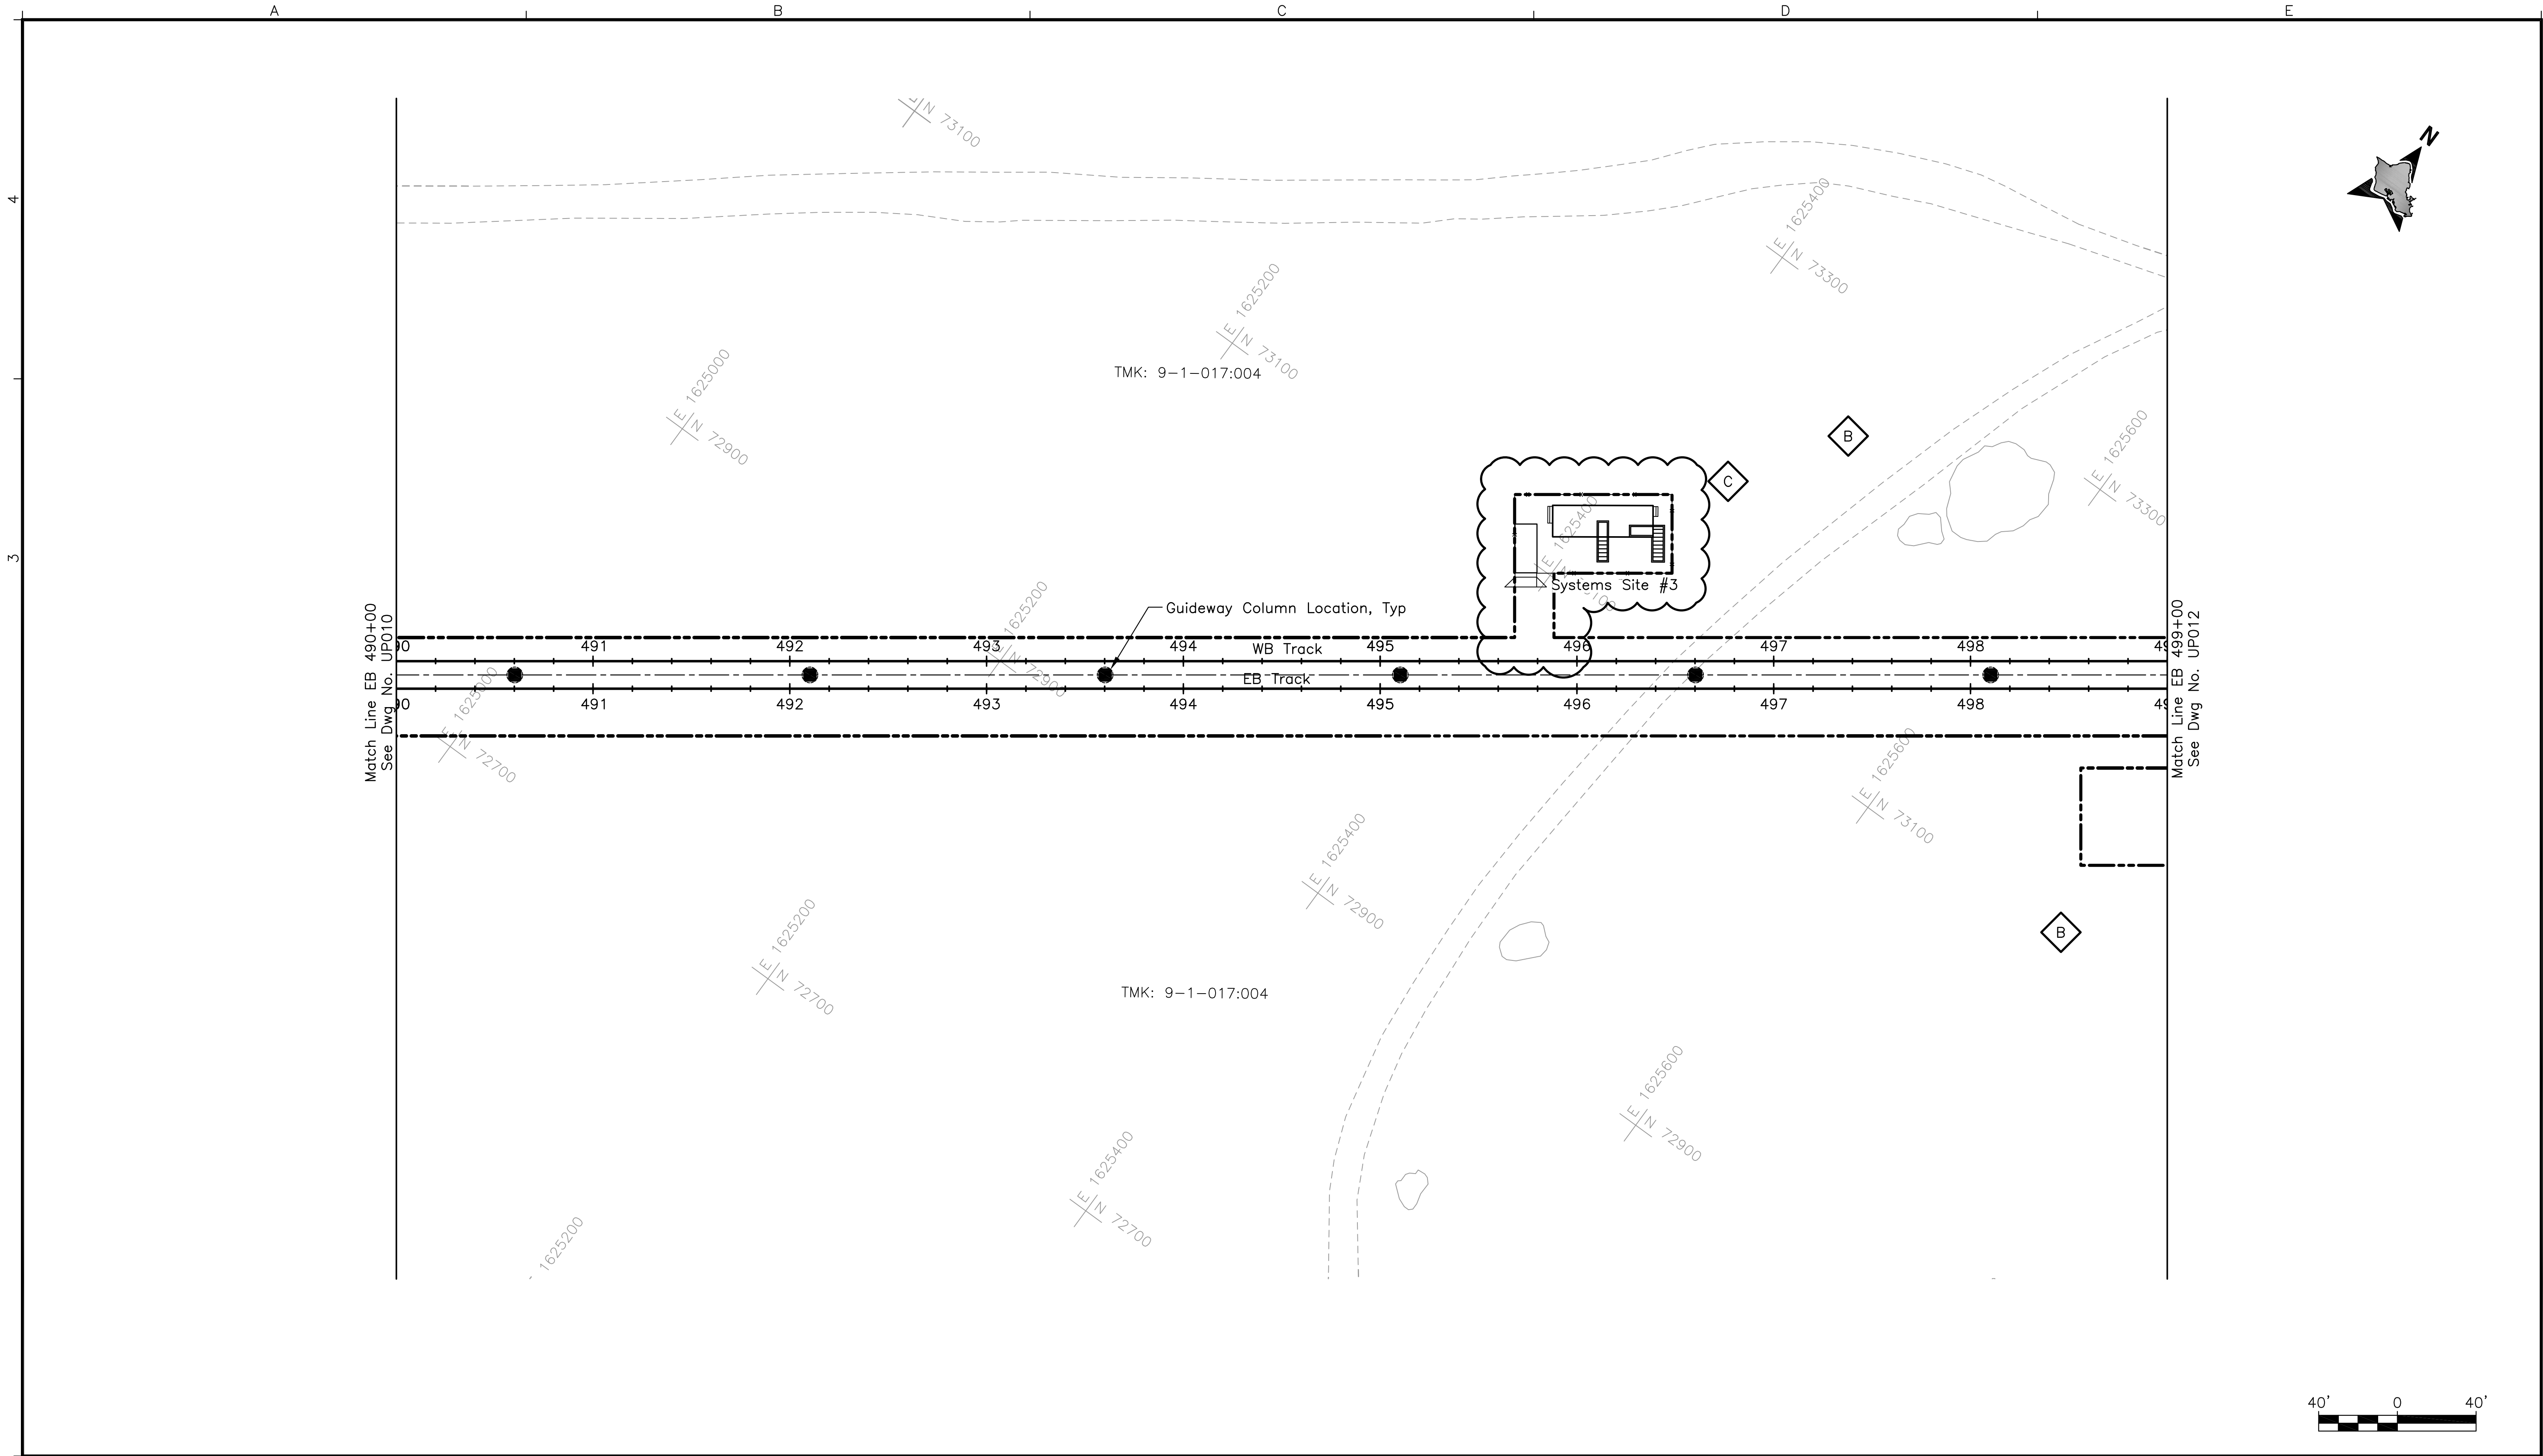 A
B
C
D
E
4
3
N
N 73100
E 1625400
N 73300
E 1625200
N 73100
TMK: 9-1-017:004
E 1625000
N 72900
B
C
E 1625600
N 73300
E 1625400
Systems Site #3
Guideway Column Location, Typ
E 1625200
N 72900
Match Line EB 490+00
See Dwg No. UP010
491
492
493
494
WB Track
495
496
497
498
EB Track
491
492
493
494
495
496
497
498
Match Line EB 499+00
See Dwg No. UP012
E 1625000
N 72700
E 1625600
N 73100
E 1625400
N 72900
E 1625200
N 72700
B
TMK: 9-1-017:004
E 1625600
N 72900
E 1625400
N 72700
1625200
40' 0 40'